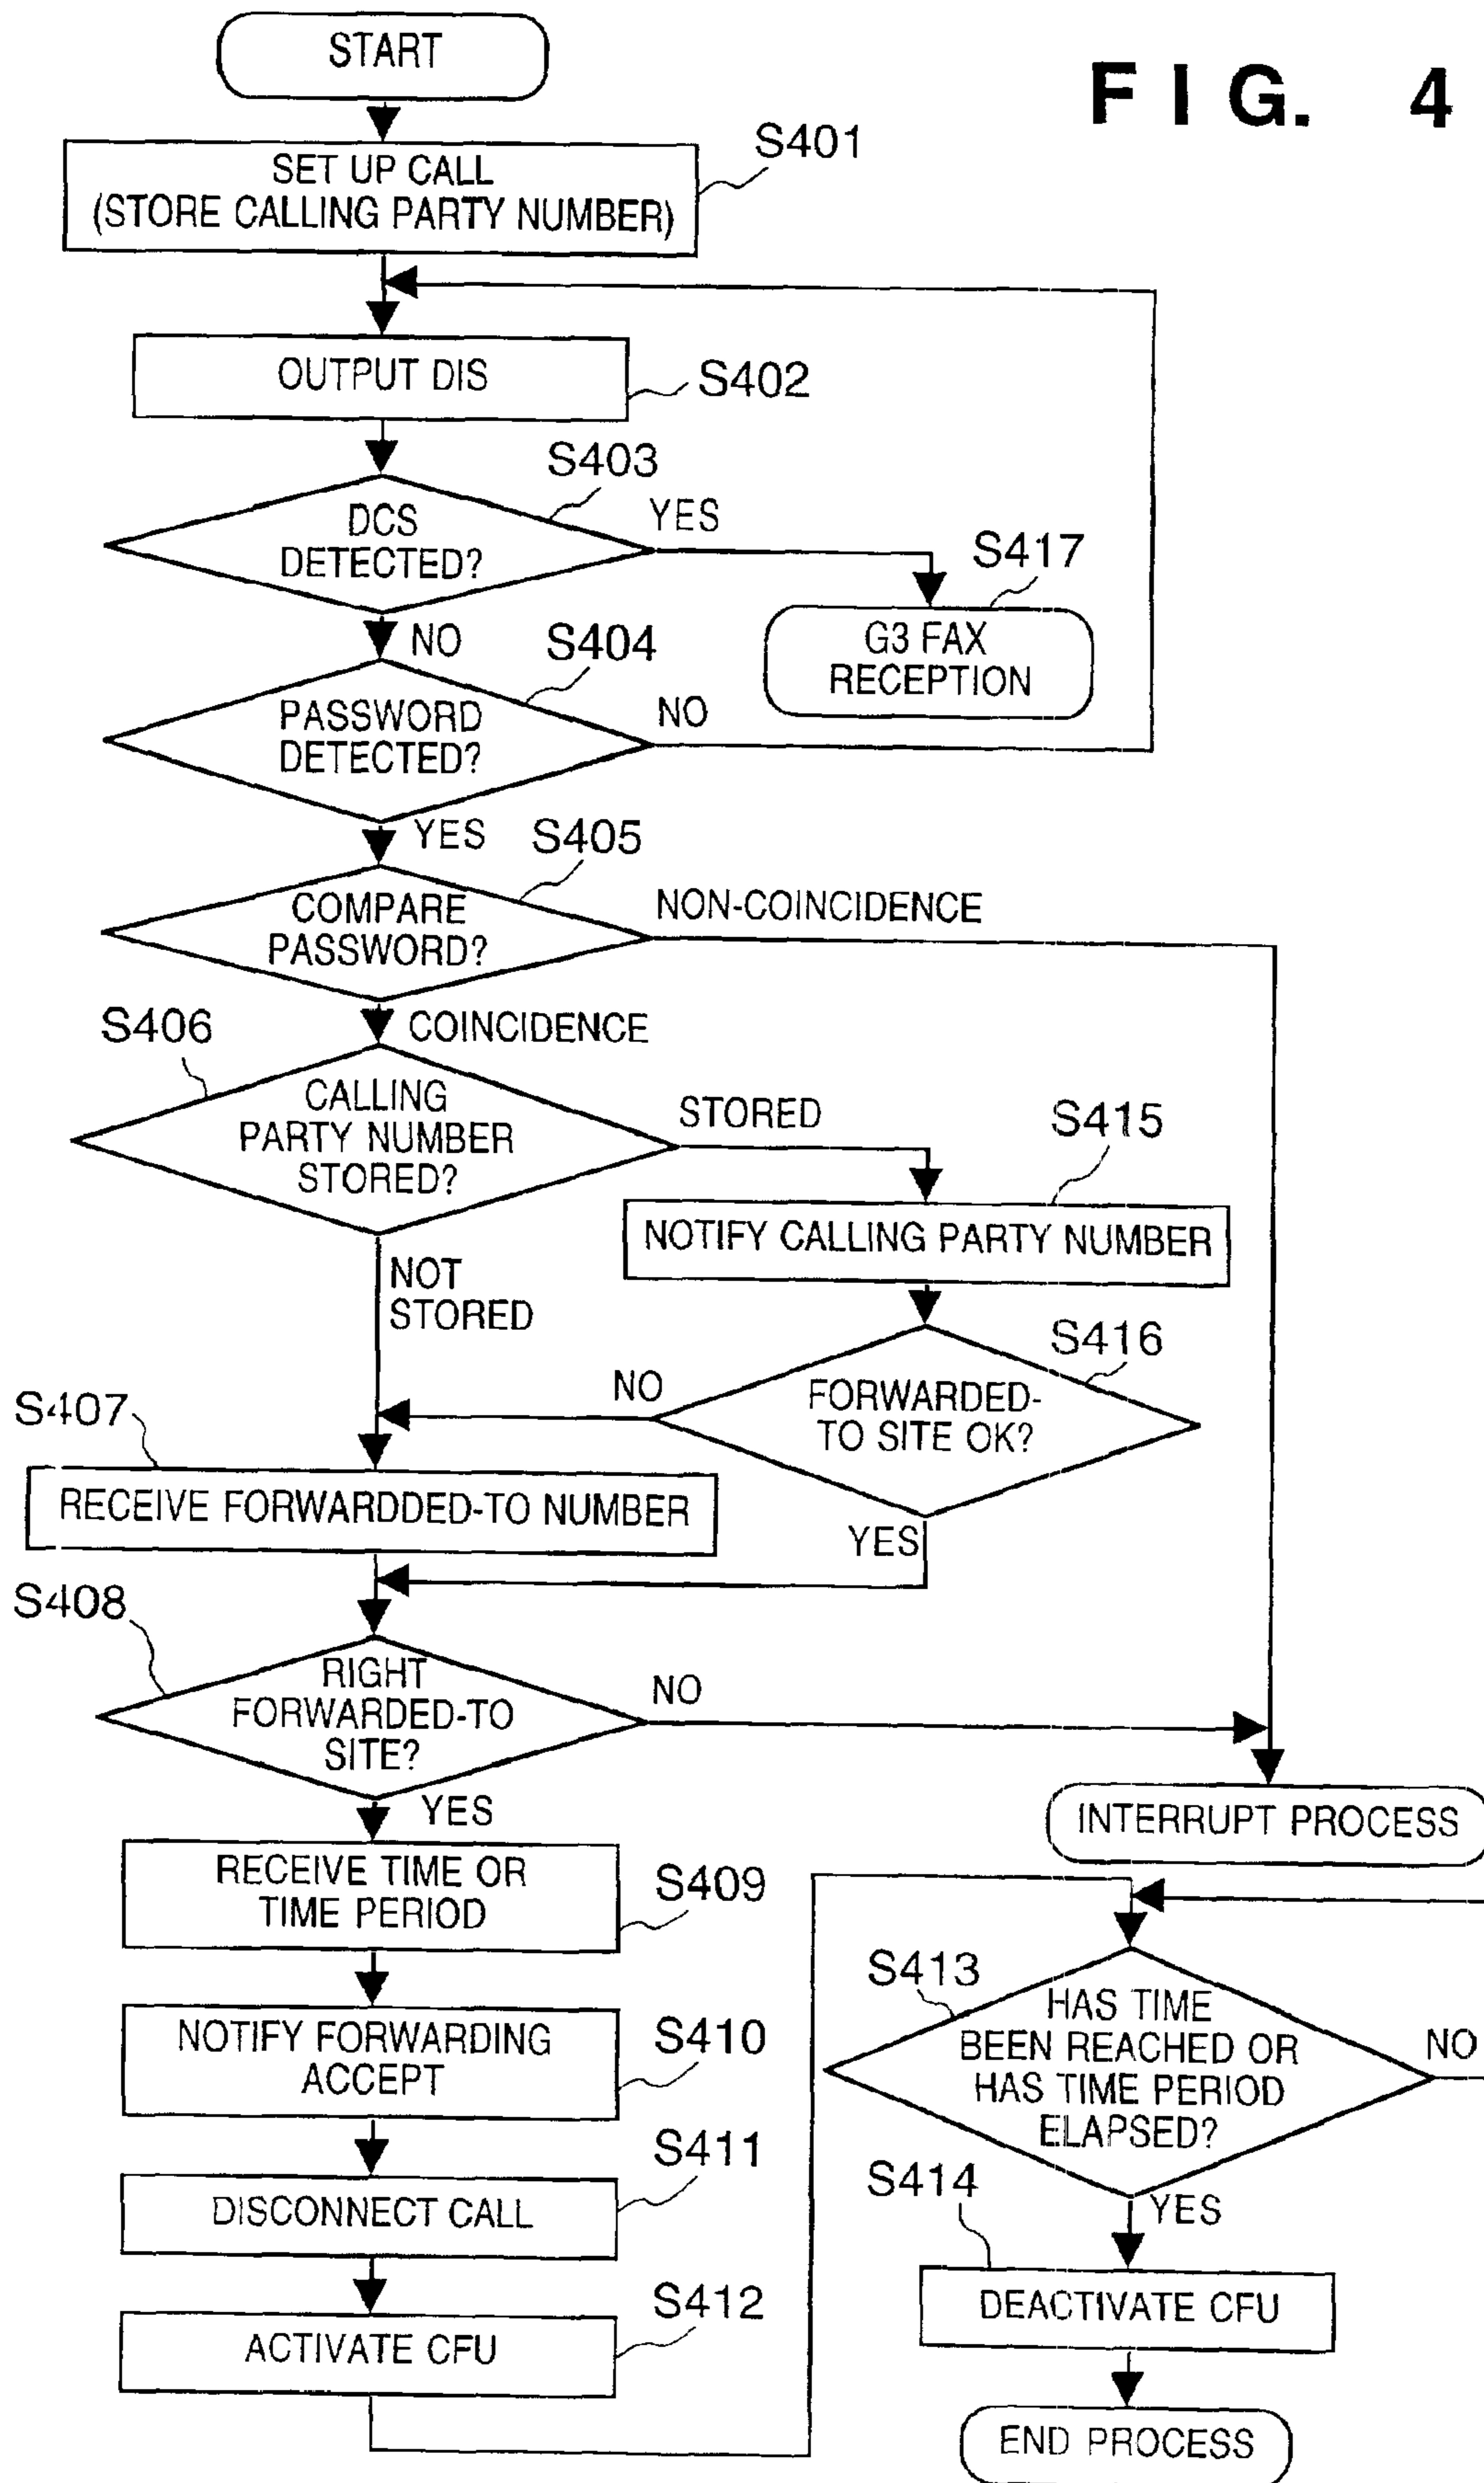 START
F I G. 4
S401
SET UP CALL
(STORE CALLING PARTY NUMBER)
OUTPUT DIS
S402
S403
DCS
DETECTED?
YES
S417
G3 FAX
RECEPTION
NO
S404
PASSWORD
DETECTED?
NO
YES
S405
COMPARE
PASSWORD?
NON-COINCIDENCE
S406
COINCIDENCE
CALLING
PARTY NUMBER
STORED?
STORED
S415
NOTIFY CALLING PARTY NUMBER
NOT
STORED
S416
FORWARDED-
TO SITE OK?
NO
S407
RECEIVE FORWARDDED-TO NUMBER
YES
S408
RIGHT
FORWARDED-TO
SITE?
NO
INTERRUPT PROCESS
YES
RECEIVE TIME OR
TIME PERIOD
S409
NOTIFY FORWARDING
ACCEPT
S410
S411
DISCONNECT CALL
S412
ACTIVATE CFU
S413
HAS TIME
BEEN REACHED OR
HAS TIME PERIOD
ELAPSED?
NO
S414
YES
DEACTIVATE CFU
END PROCESS